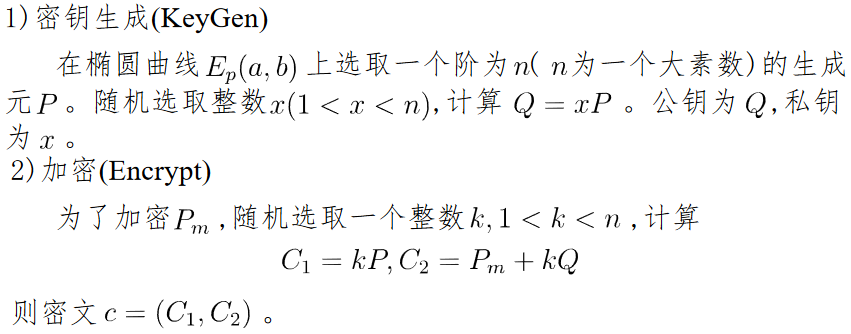 1)密钥生成(KeyGen)
在椭圆曲线 $E_p(a,b)$ 上选取一个阶为 $n$( $n$为一个大素数)的生成
元$P$。随机选取整数$x(1<x<n)$,计算 $Q=xP$ 。公钥为 $Q$,私钥
为 $x$ 。
2)加密(Encrypt)
为了加密$P_m$,随机选取一个整数$k,1<k<n$,计算
$C_1=kP,C_2=P_m+kQ$
则密文 $c=(C_1,C_2)$ 。